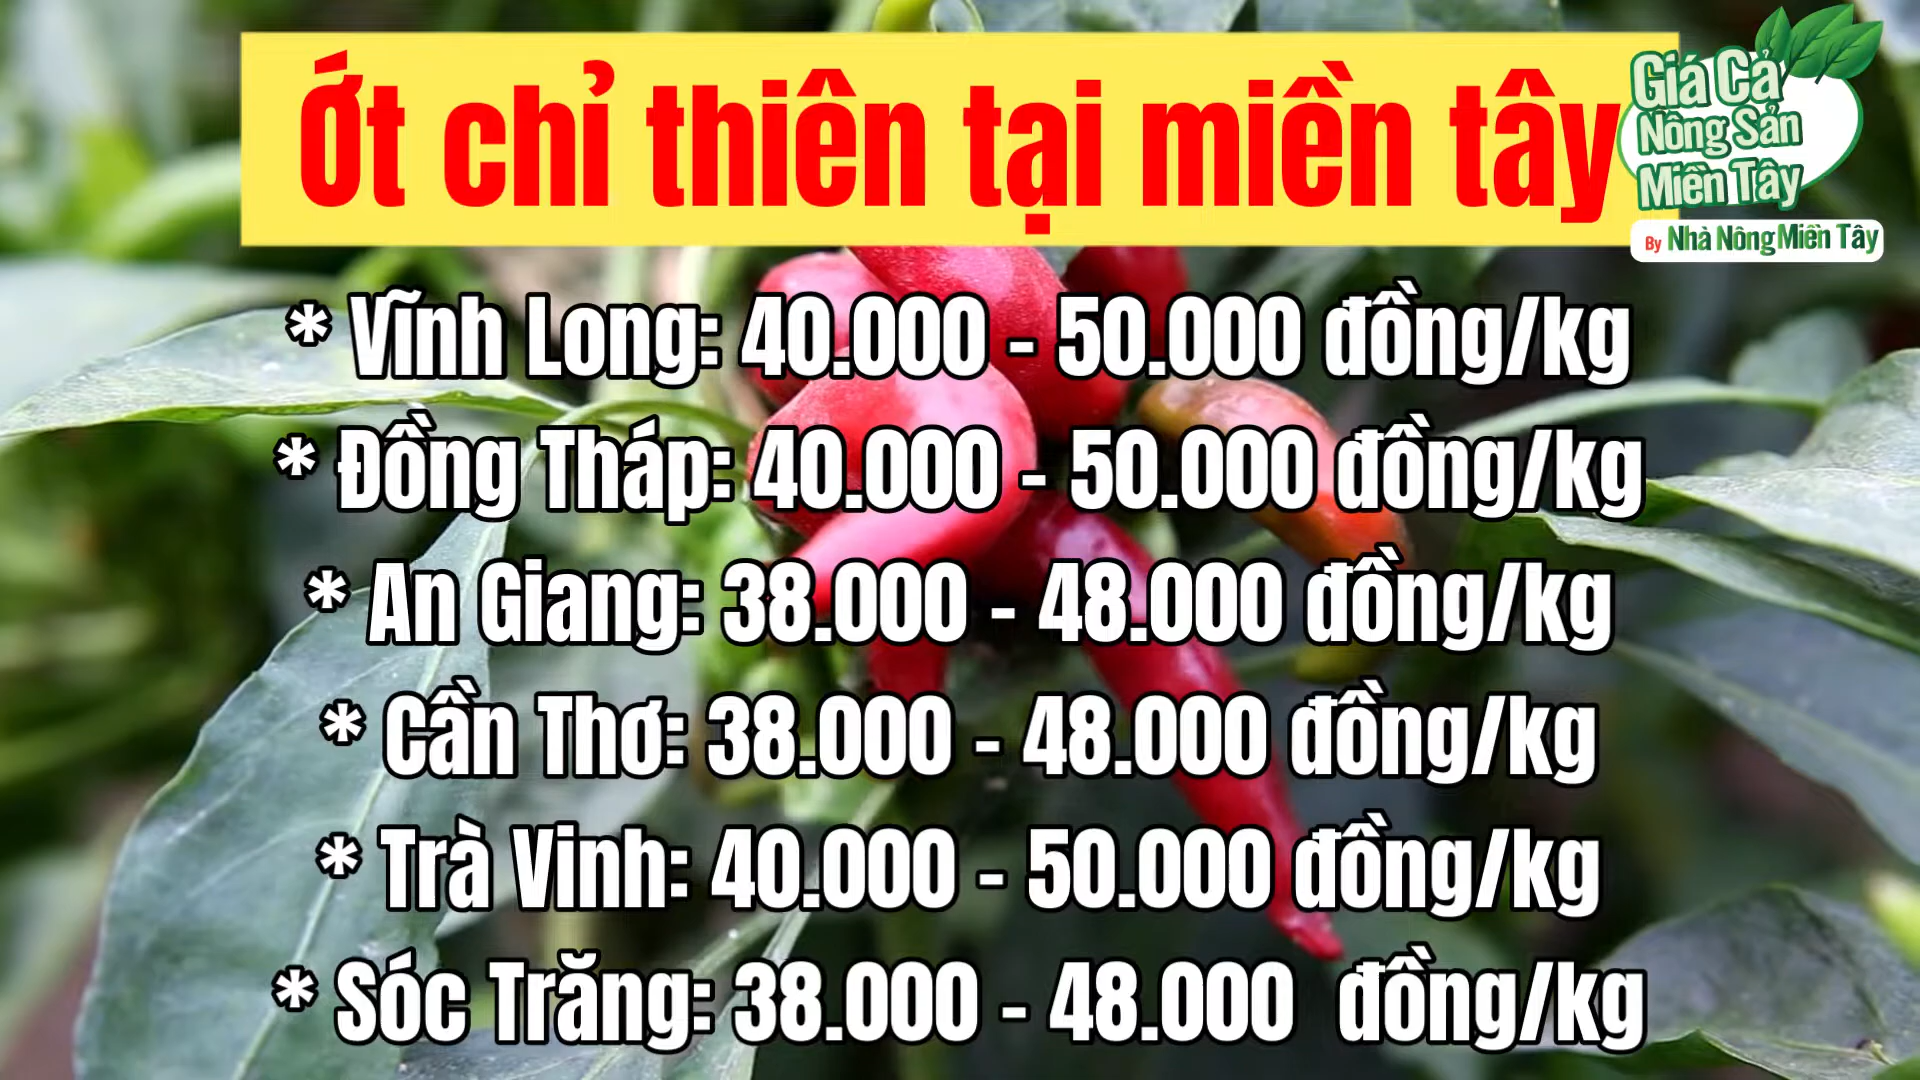 Ớt chỉ thiên tại miền tây
Giá Cả
Nông Sản
Miền Tây
By Nhà Nông Miền Tây
* Vĩnh Long: 40.000 - 50.000 đồng/kg
* Đồng Tháp: 40.000 - 50.000 đồng/kg
* An Giang: 38.000 - 48.000 đồng/kg
* Cần Thơ: 38.000 - 48.000 đồng/kg
* Trà Vinh: 40.000 - 50.000 đồng/kg
* Sóc Trăng: 38.000 - 48.000 đồng/kg